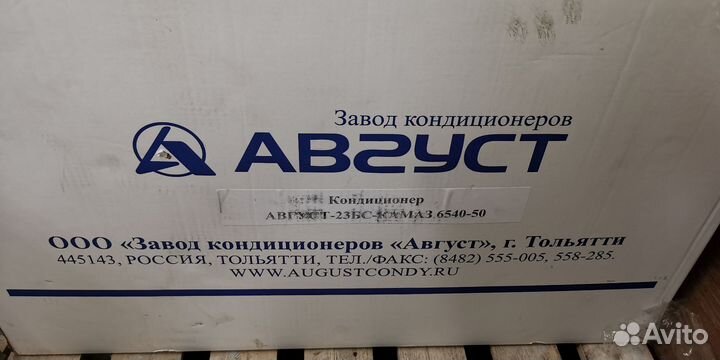 Завод кондиционеров
АВГУСТ
Кондиционер
АВГУСТ-23БС-КАМАЗ 6540-50
ООО «Завод кондиционеров «Август», г. Тольятти
445143, РОССИЯ, ТОЛЬЯТТИ, ТЕЛ./ФАКС: (8482) 555-005, 558-285.
WWW.AUGUSTCONDY.RU
Avito